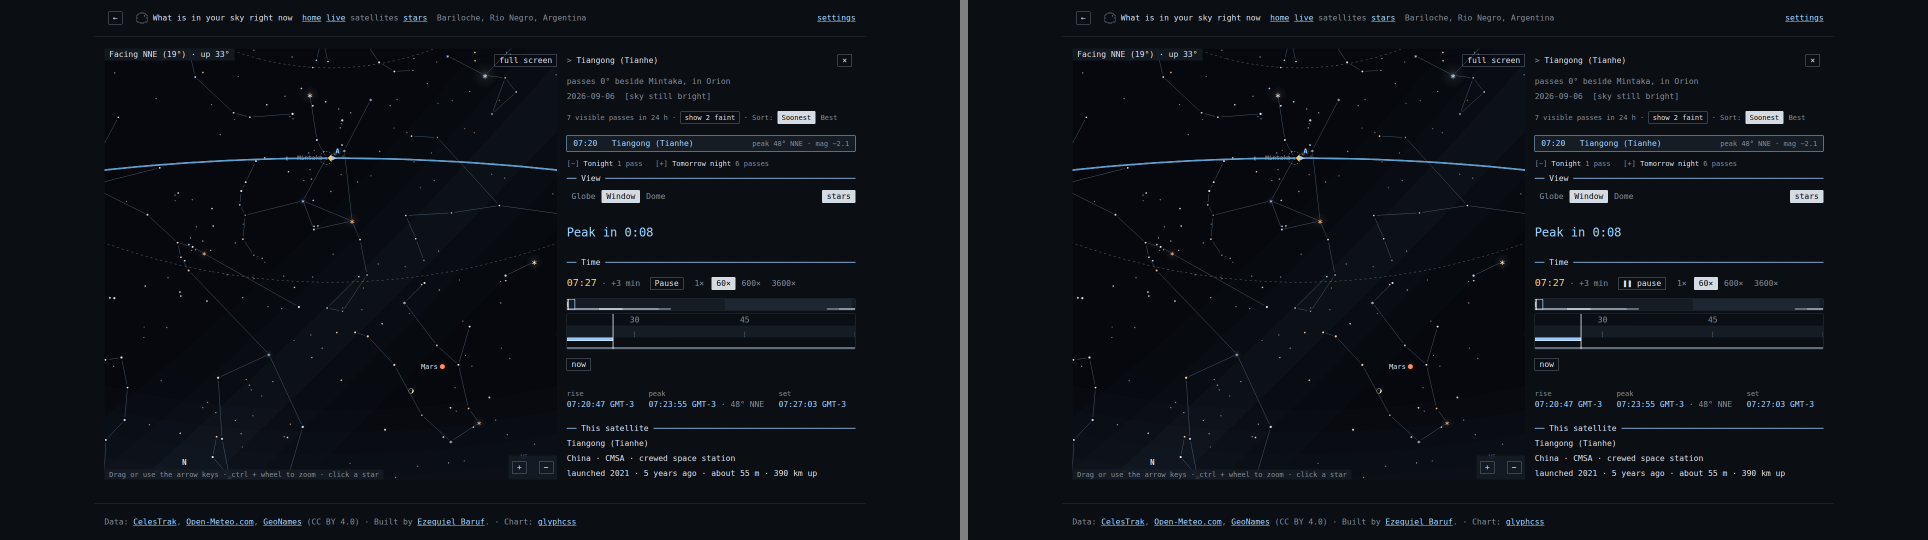 ← What is in your sky right now home live satellites stars Bariloche, Rio Negro, Argentina settings
Facing NNE (19°) · up 33°
full screen
> Tiangong (Tianhe) ×
passes 0° beside Mintaka, in Orion
2026-09-06 [sky still bright]
7 visible passes in 24 h · show 2 faint · Sort: Soonest Best
07:20 Tiangong (Tianhe) peak 48° NNE · mag −2.1
[−] Tonight 1 pass [+] Tomorrow night 6 passes
View
Globe Window Dome stars
Peak in 0:08
Time
07:27 · +3 min Pause 1× 60× 600× 3600×
30 45
now
rise peak set
07:20:47 GMT-3 07:23:55 GMT-3 · 48° NNE 07:27:03 GMT-3
This satellite
Tiangong (Tianhe)
China · CMSA · crewed space station
launched 2021 · 5 years ago · about 55 m · 390 km up
Mintaka
A
Mars
N
+ −
Drag or use the arrow keys · ctrl + wheel to zoom · click a star
Data: CelesTrak, Open-Meteo.com, GeoNames (CC BY 4.0) · Built by Ezequiel Baruf. · Chart: glyphcss
← What is in your sky right now home live satellites stars Bariloche, Rio Negro, Argentina settings
Facing NNE (19°) · up 33°
full screen
> Tiangong (Tianhe) ×
passes 0° beside Mintaka, in Orion
2026-09-06 [sky still bright]
7 visible passes in 24 h · show 2 faint · Sort: Soonest Best
07:20 Tiangong (Tianhe) peak 48° NNE · mag −2.1
[−] Tonight 1 pass [+] Tomorrow night 6 passes
View
Globe Window Dome stars
Peak in 0:08
Time
07:27 · +3 min ❚❚ pause 1× 60× 600× 3600×
30 45
now
rise peak set
07:20:47 GMT-3 07:23:55 GMT-3 · 48° NNE 07:27:03 GMT-3
This satellite
Tiangong (Tianhe)
China · CMSA · crewed space station
launched 2021 · 5 years ago · about 55 m · 390 km up
Mintaka
A
Mars
N
+ −
Drag or use the arrow keys · ctrl + wheel to zoom · click a star
Data: CelesTrak, Open-Meteo.com, GeoNames (CC BY 4.0) · Built by Ezequiel Baruf. · Chart: glyphcss